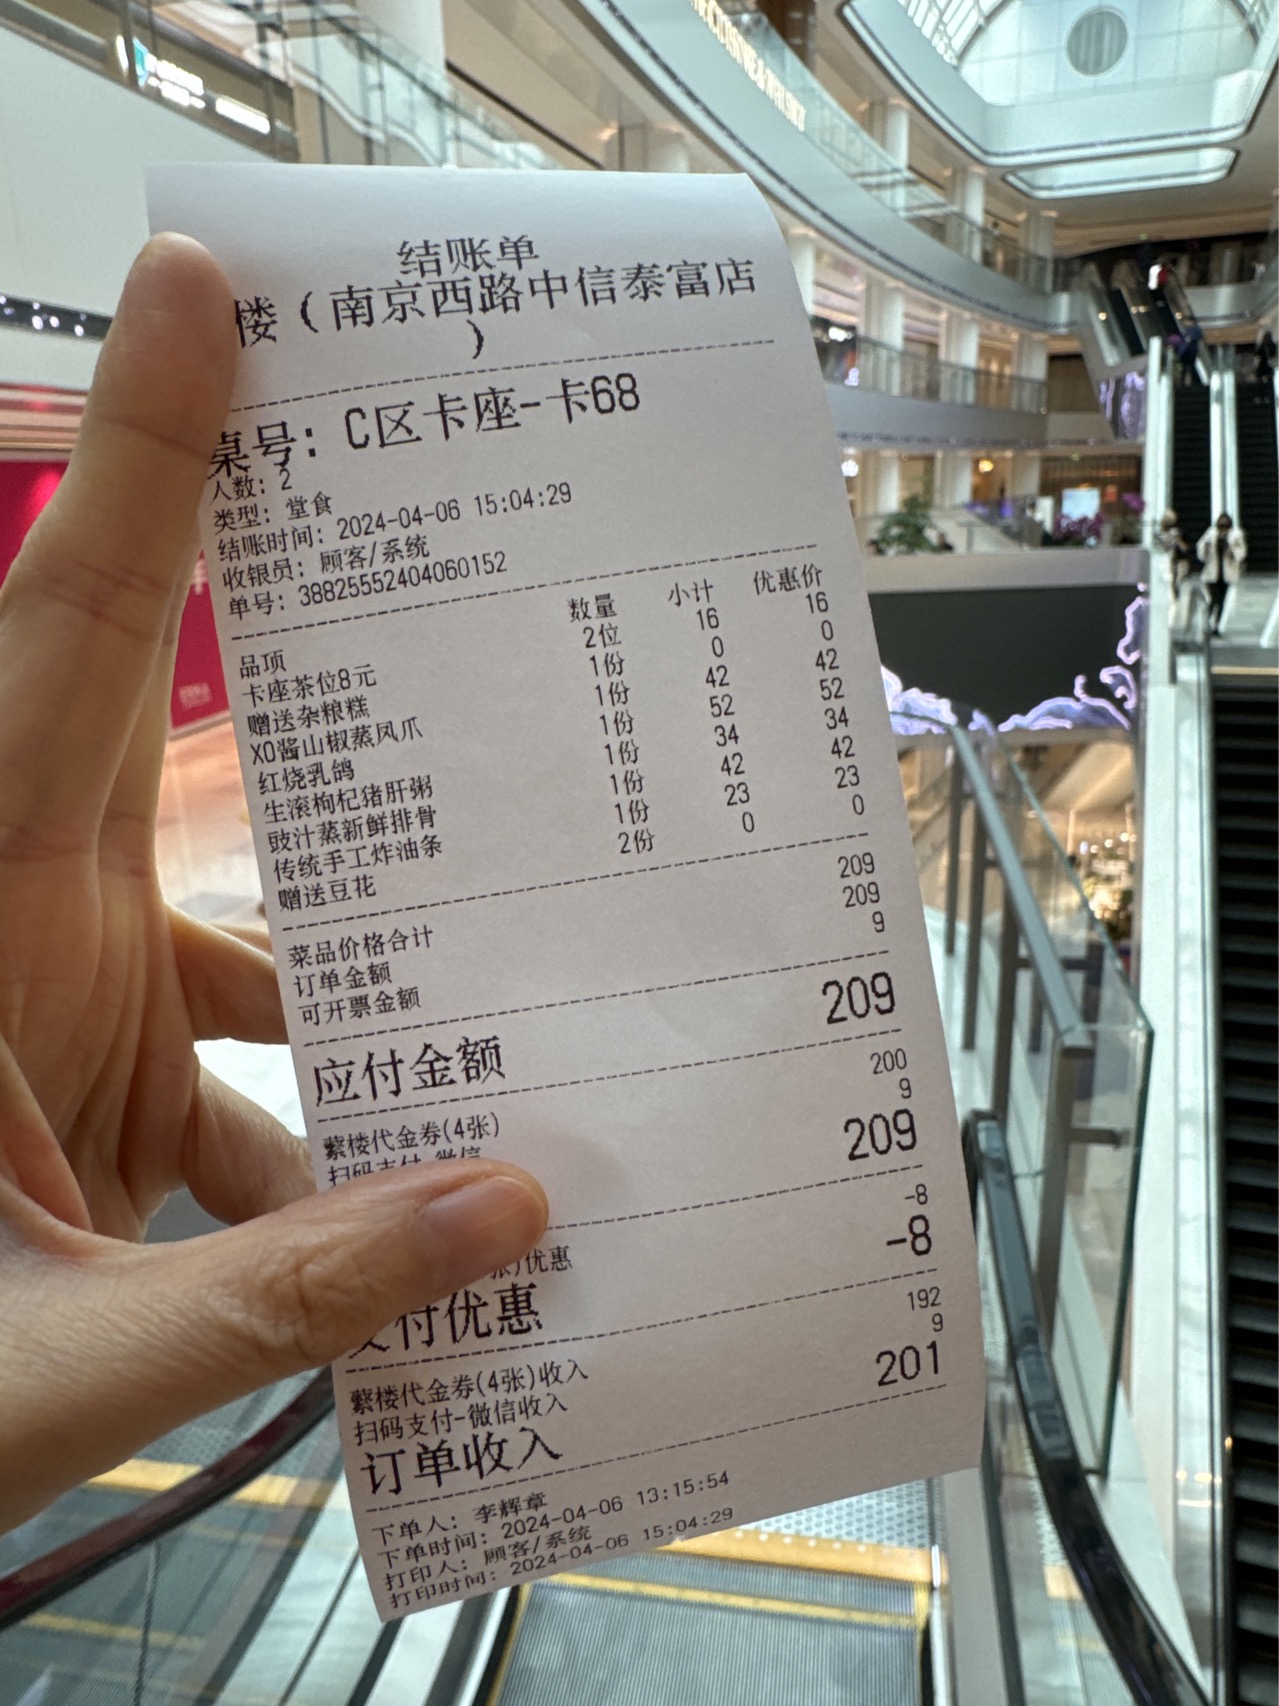 结账单
楼（南京西路中信泰富店
）
桌号：C区卡座-卡68
人数：2
类型：堂食
结账时间：2024-04-06 15:04:29
收银员：顾客/系统
单号：38825552404060152
品项 数量 小计 优惠价
卡座茶位8元 2位 16 16
赠送杂粮糕 1份 0 0
XO酱山椒蒸凤爪 1份 42 42
红烧乳鸽 1份 52 52
生滚枸杞猪肝粥 1份 34 34
豉汁蒸新鲜排骨 1份 42 42
传统手工炸油条 1份 23 23
赠送豆花 2份 0 0
菜品价格合计 209
订单金额 209
可开票金额 9
应付金额 209
蘩楼代金券(4张) 200
扫码支付-微信 9
209
张)优惠 -8
支付优惠 -8
蘩楼代金券(4张)收入 192
扫码支付-微信收入 9
订单收入 201
下单人：李辉章
下单时间：2024-04-06 13:15:54
打印人：顾客/系统
打印时间：2024-04-06 15:04:29